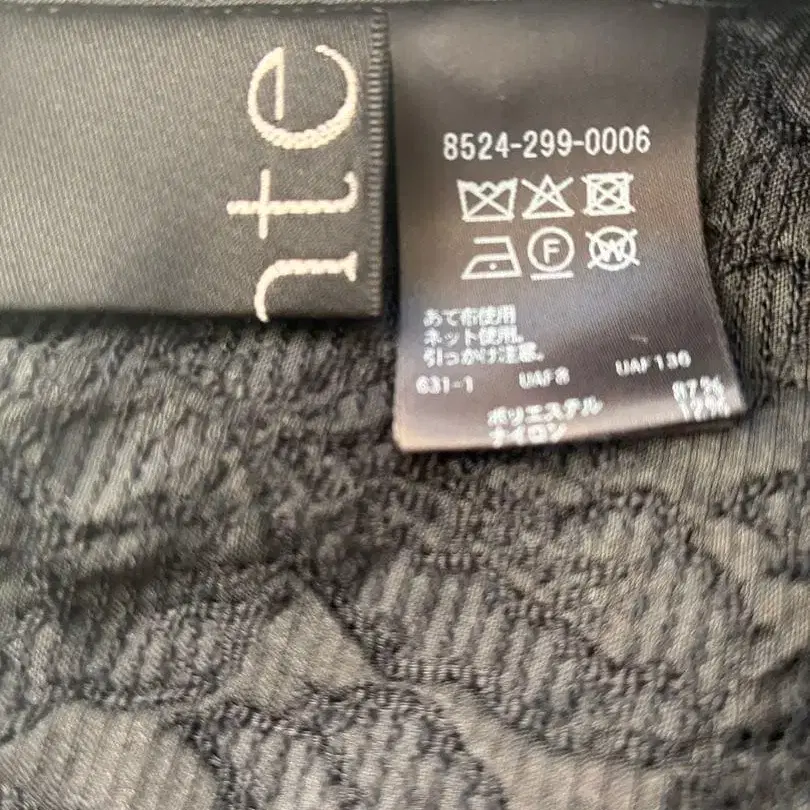 nte
8524-299-0006
F W
あて布使用
ネット使用。
引っかけ注意。
631-1 UAF8 UAF130
ポリエステル 87%
ナイロン 13%